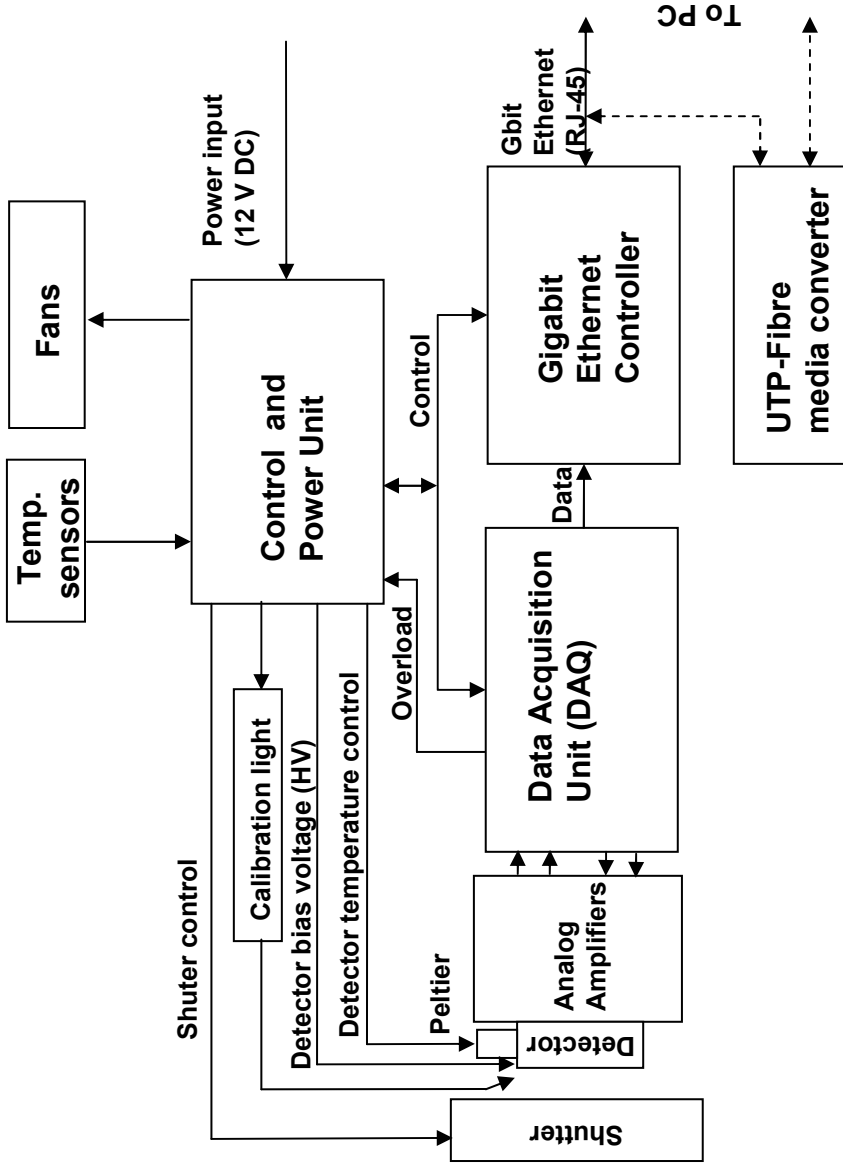 Temp.
sensors
Fans
Power input
(12 V DC)
Control and
Power Unit
Shuter control
Calibration light
Detector bias voltage (HV)
Detector temperature control
Overload
Control
Peltier
Shutter
Detector
Analog
Amplifiers
Data Acquisition
Unit (DAQ)
Data
Gigabit
Ethernet
Controller
Gbit
Ethernet
(RJ-45)
To PC
UTP-Fibre
media converter